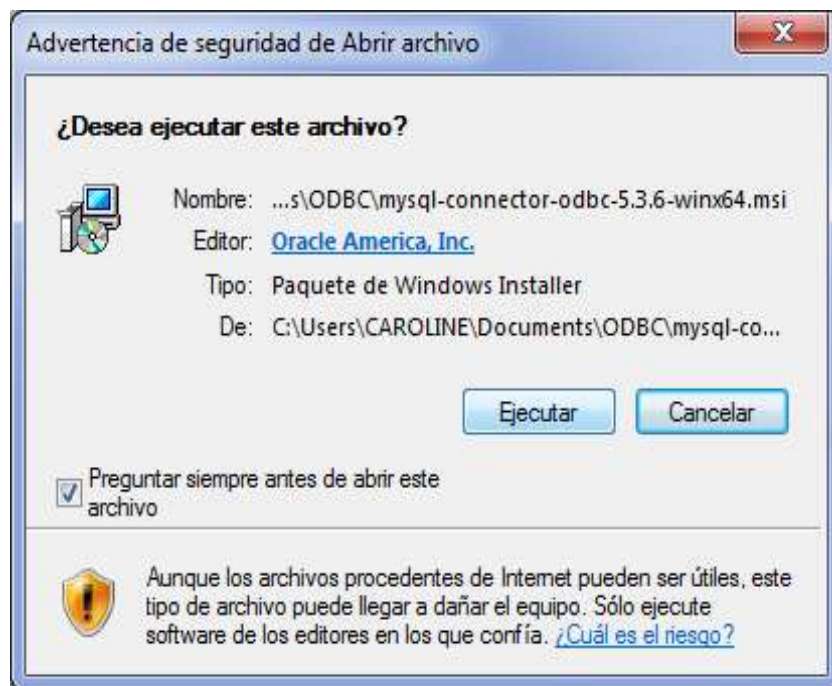 Advertencia de seguridad de Abrir archivo
¿Desea ejecutar este archivo?
Nombre: ...s\ODBC\mysql-connector-odbc-5.3.6-winx64.msi
Editor: Oracle America, Inc.
Tipo: Paquete de Windows Installer
De: C:\Users\CAROLINE\Documents\ODBC\mysql-co...
Ejecutar Cancelar
Preguntar siempre antes de abrir este
archivo
Aunque los archivos procedentes de Internet pueden ser útiles, este
tipo de archivo puede llegar a dañar el equipo. Sólo ejecute
software de los editores en los que confía. ¿Cuál es el riesgo?